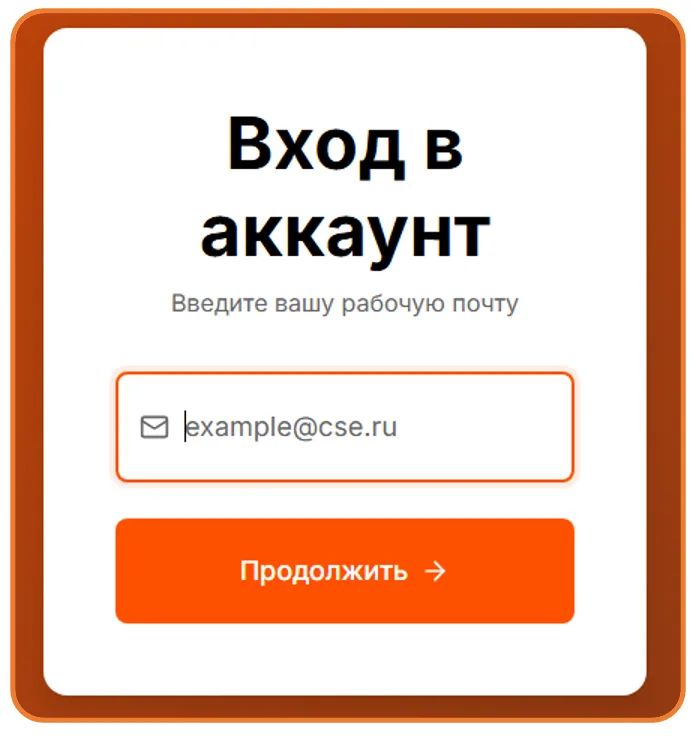 Вход в
аккаунт
Введите вашу рабочую почту
example@cse.ru
Продолжить →